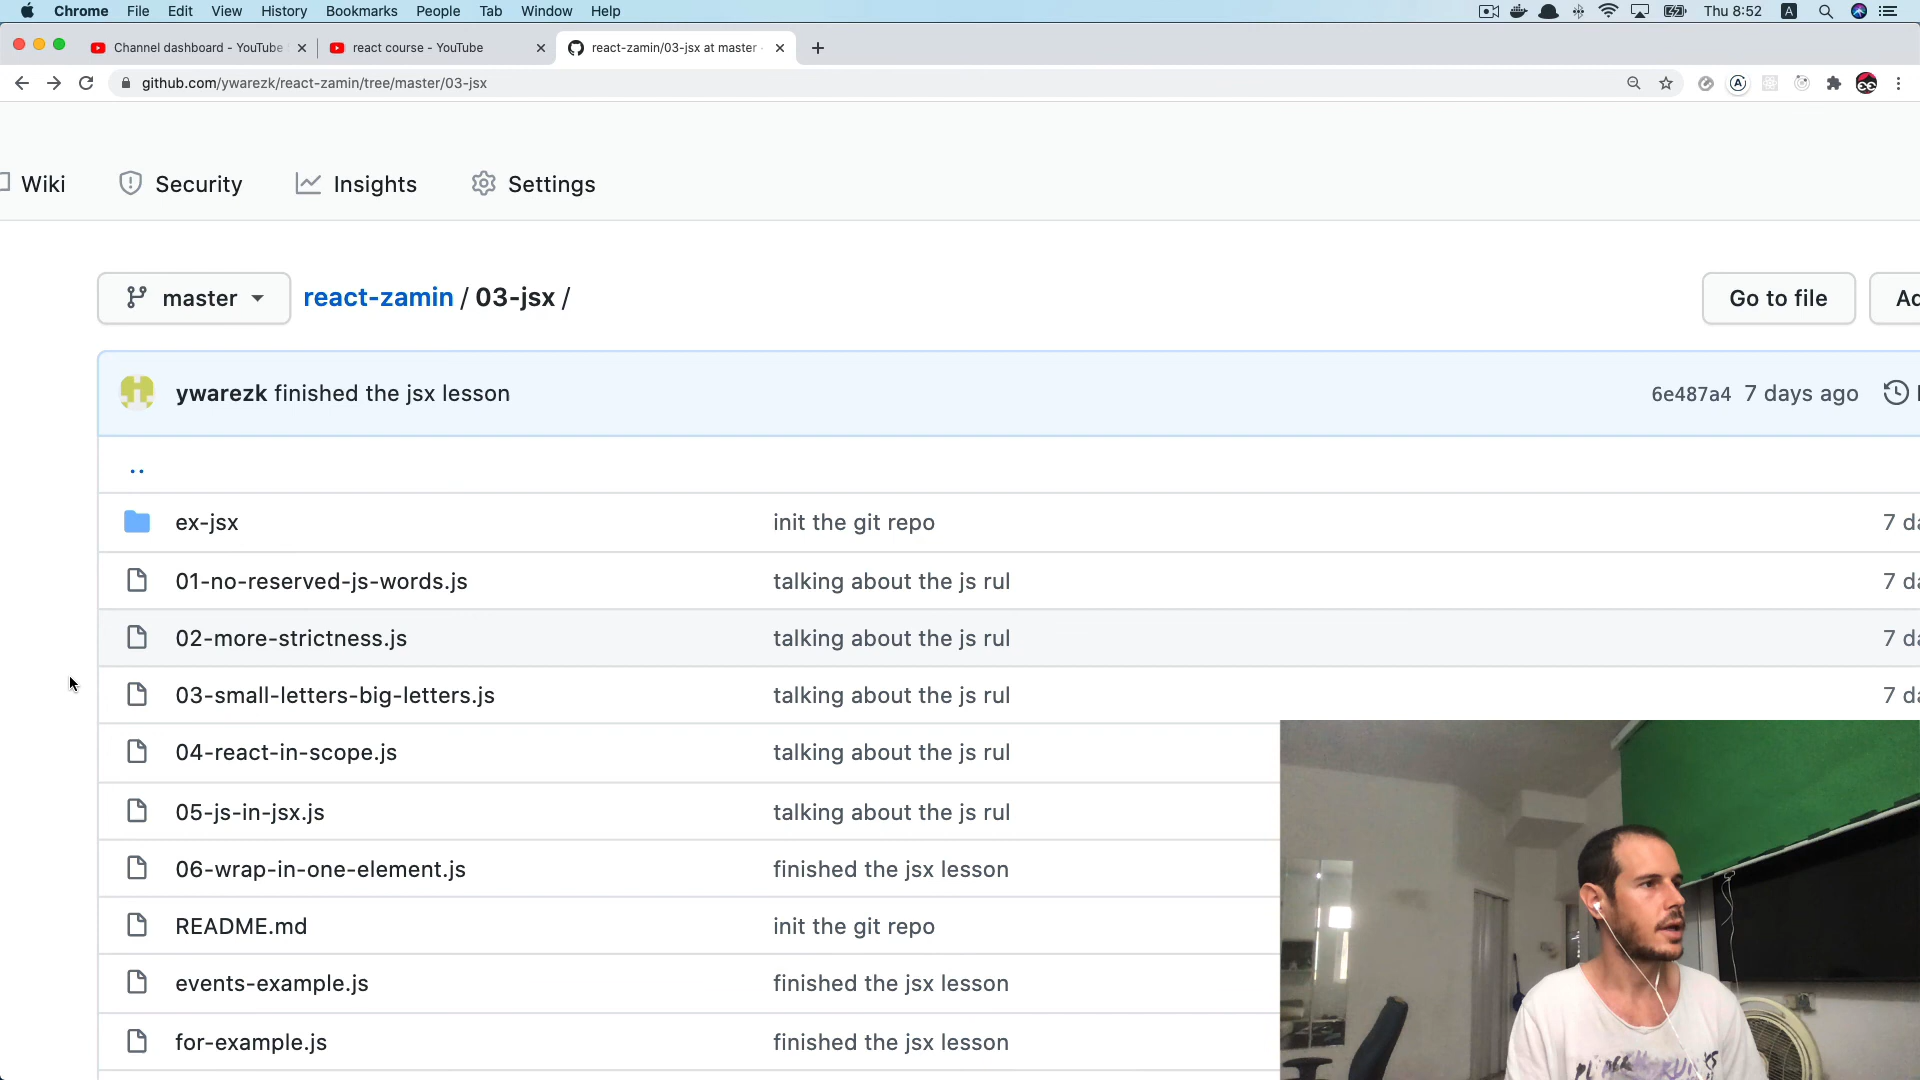 Chrome File Edit View History Bookmarks People Tab Window Help Thu 8:52 A
Channel dashboard - YouTube react course - YouTube react-zamin/03-jsx at master
github.com/ywarezk/react-zamin/tree/master/03-jsx
Wiki Security Insights Settings
master react-zamin / 03-jsx / Go to file
ywarezk finished the jsx lesson 6e487a4 7 days ago
..
ex-jsx init the git repo 7
01-no-reserved-js-words.js talking about the js rul 7
02-more-strictness.js talking about the js rul 7
03-small-letters-big-letters.js talking about the js rul 7
04-react-in-scope.js talking about the js rul
05-js-in-jsx.js talking about the js rul
06-wrap-in-one-element.js finished the jsx lesson
README.md init the git repo
events-example.js finished the jsx lesson
for-example.js finished the jsx lesson